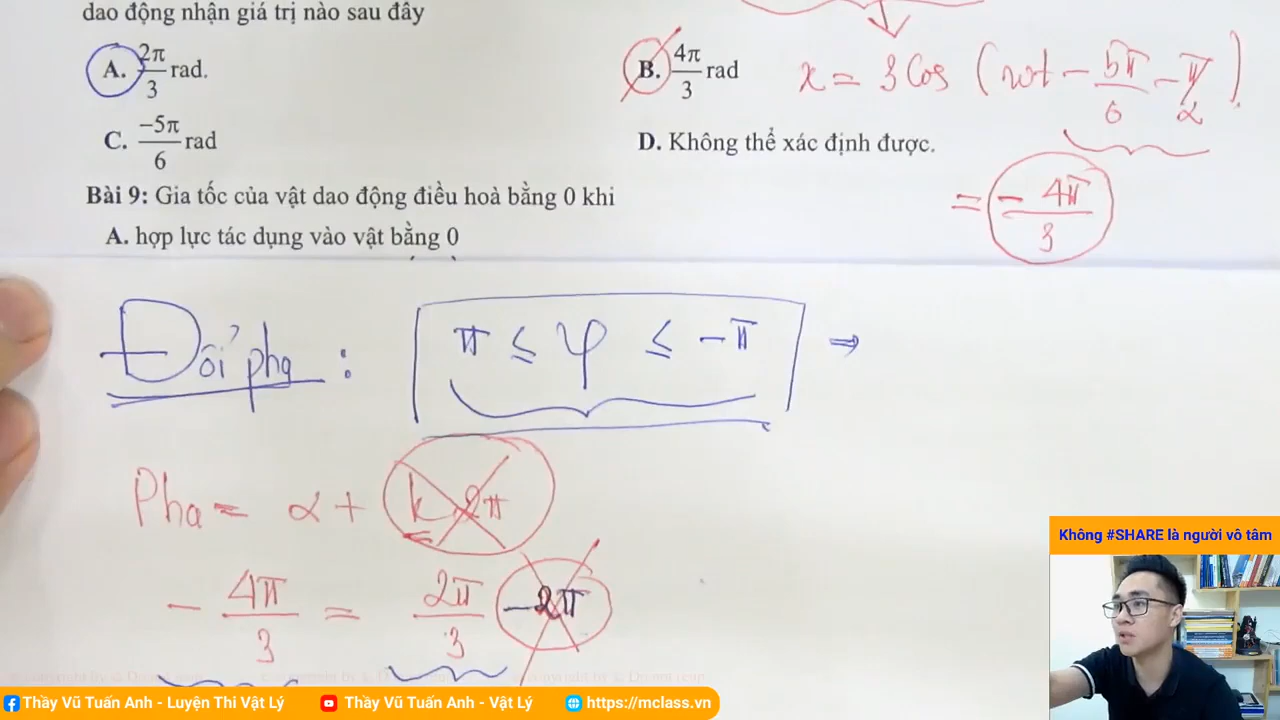 dao động nhận giá trị nào sau đây
A. 2π/3 rad.
B. 4π/3 rad
x = 3 Cos (wt - 5π/6 - π/2)
C. -5π/6 rad
D. Không thể xác định được.
= - 4π/3
Bài 9: Gia tốc của vật dao động điều hoà bằng 0 khi
A. hợp lực tác dụng vào vật bằng 0
Đổi pha : π ≤ φ ≤ -π ⇒
Pha = α + k 2π
- 4π/3 = 2π/3 - 2π
Không #SHARE là người vô tâm
Thầy Vũ Tuấn Anh - Luyện Thi Vật Lý
Thầy Vũ Tuấn Anh - Vật Lý
https://mclass.vn